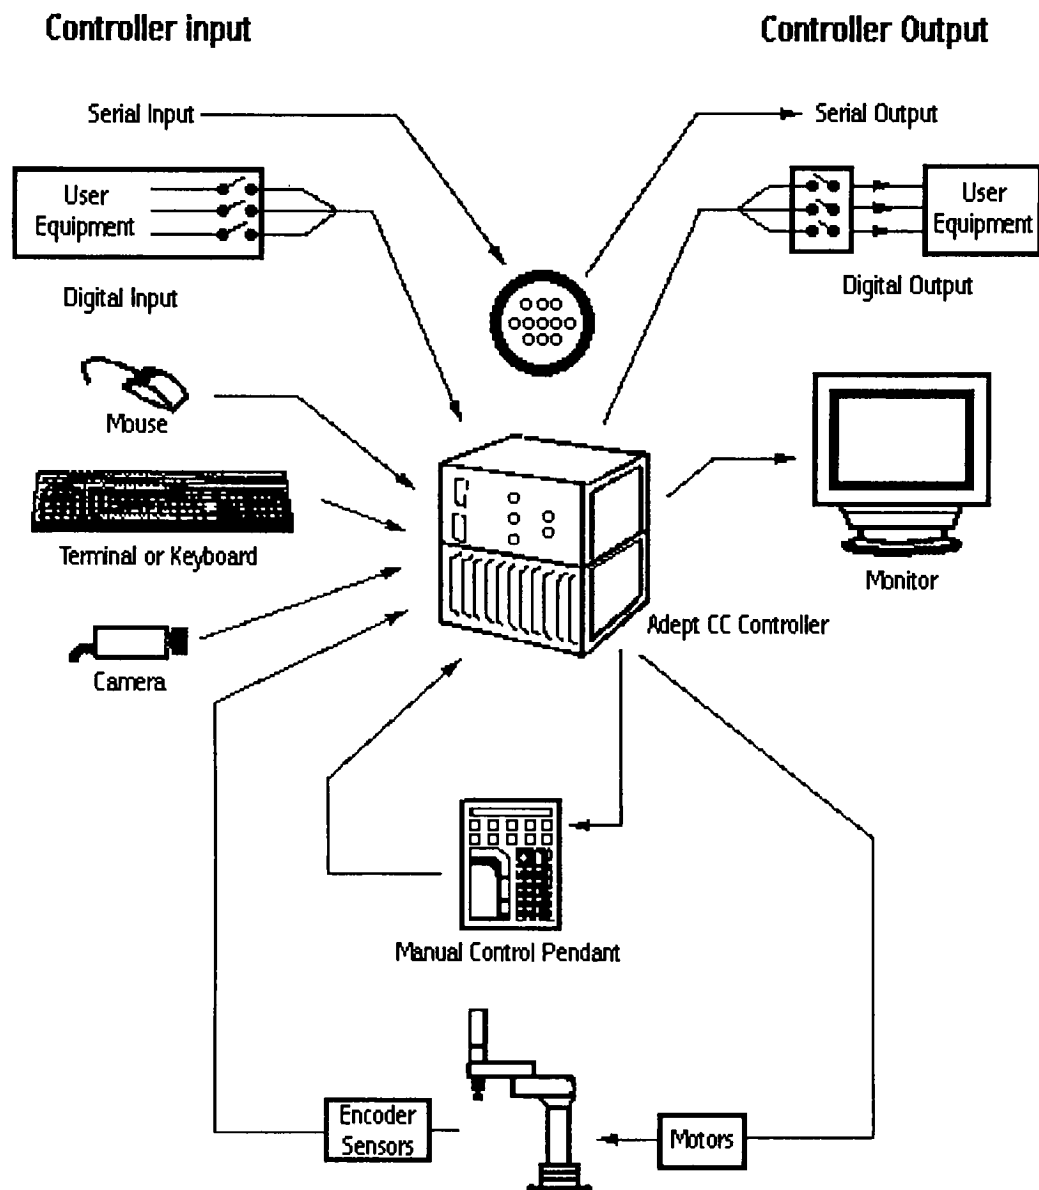 Controller input
Controller Output
Serial Input
Serial Output
User
Equipment
User
Equipment
Digital Input
Digital Output
Mouse
Terminal or Keyboard
Monitor
Adept CC Controller
Camera
Manual Control Pendant
Encoder
Sensors
Motors